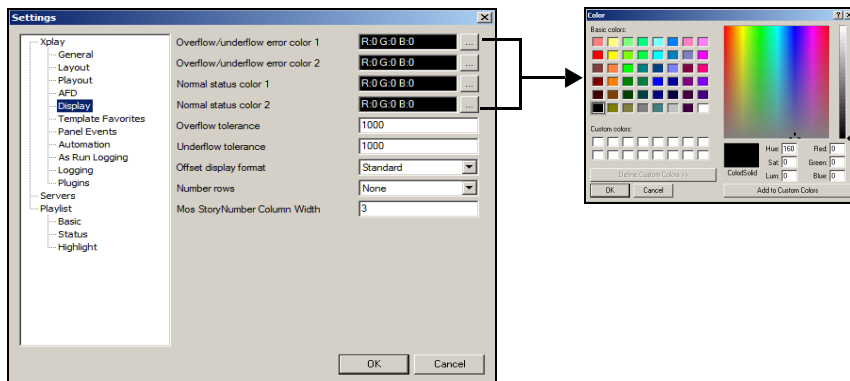 Settings
Xplay
General
Layout
Playout
AFD
Display
Template Favorites
Panel Events
Automation
As Run Logging
Logging
Plugins
Servers
Playlist
Basic
Status
Highlight
Overflow/underflow error color 1 R:0 G:0 B:0 ...
Overflow/underflow error color 2 R:0 G:0 B:0 ...
Normal status color 1 R:0 G:0 B:0 ...
Normal status color 2 R:0 G:0 B:0 ...
Overflow tolerance 1000
Underflow tolerance 1000
Offset display format Standard
Number rows None
Mos StoryNumber Column Width 3
OK Cancel
Color
Basic colors:
Custom colors:
Define Custom Colors >>
OK Cancel
Color|Solid
Hue: 160 Red: 0
Sat: 0 Green: 0
Lum: 0 Blue: 0
Add to Custom Colors